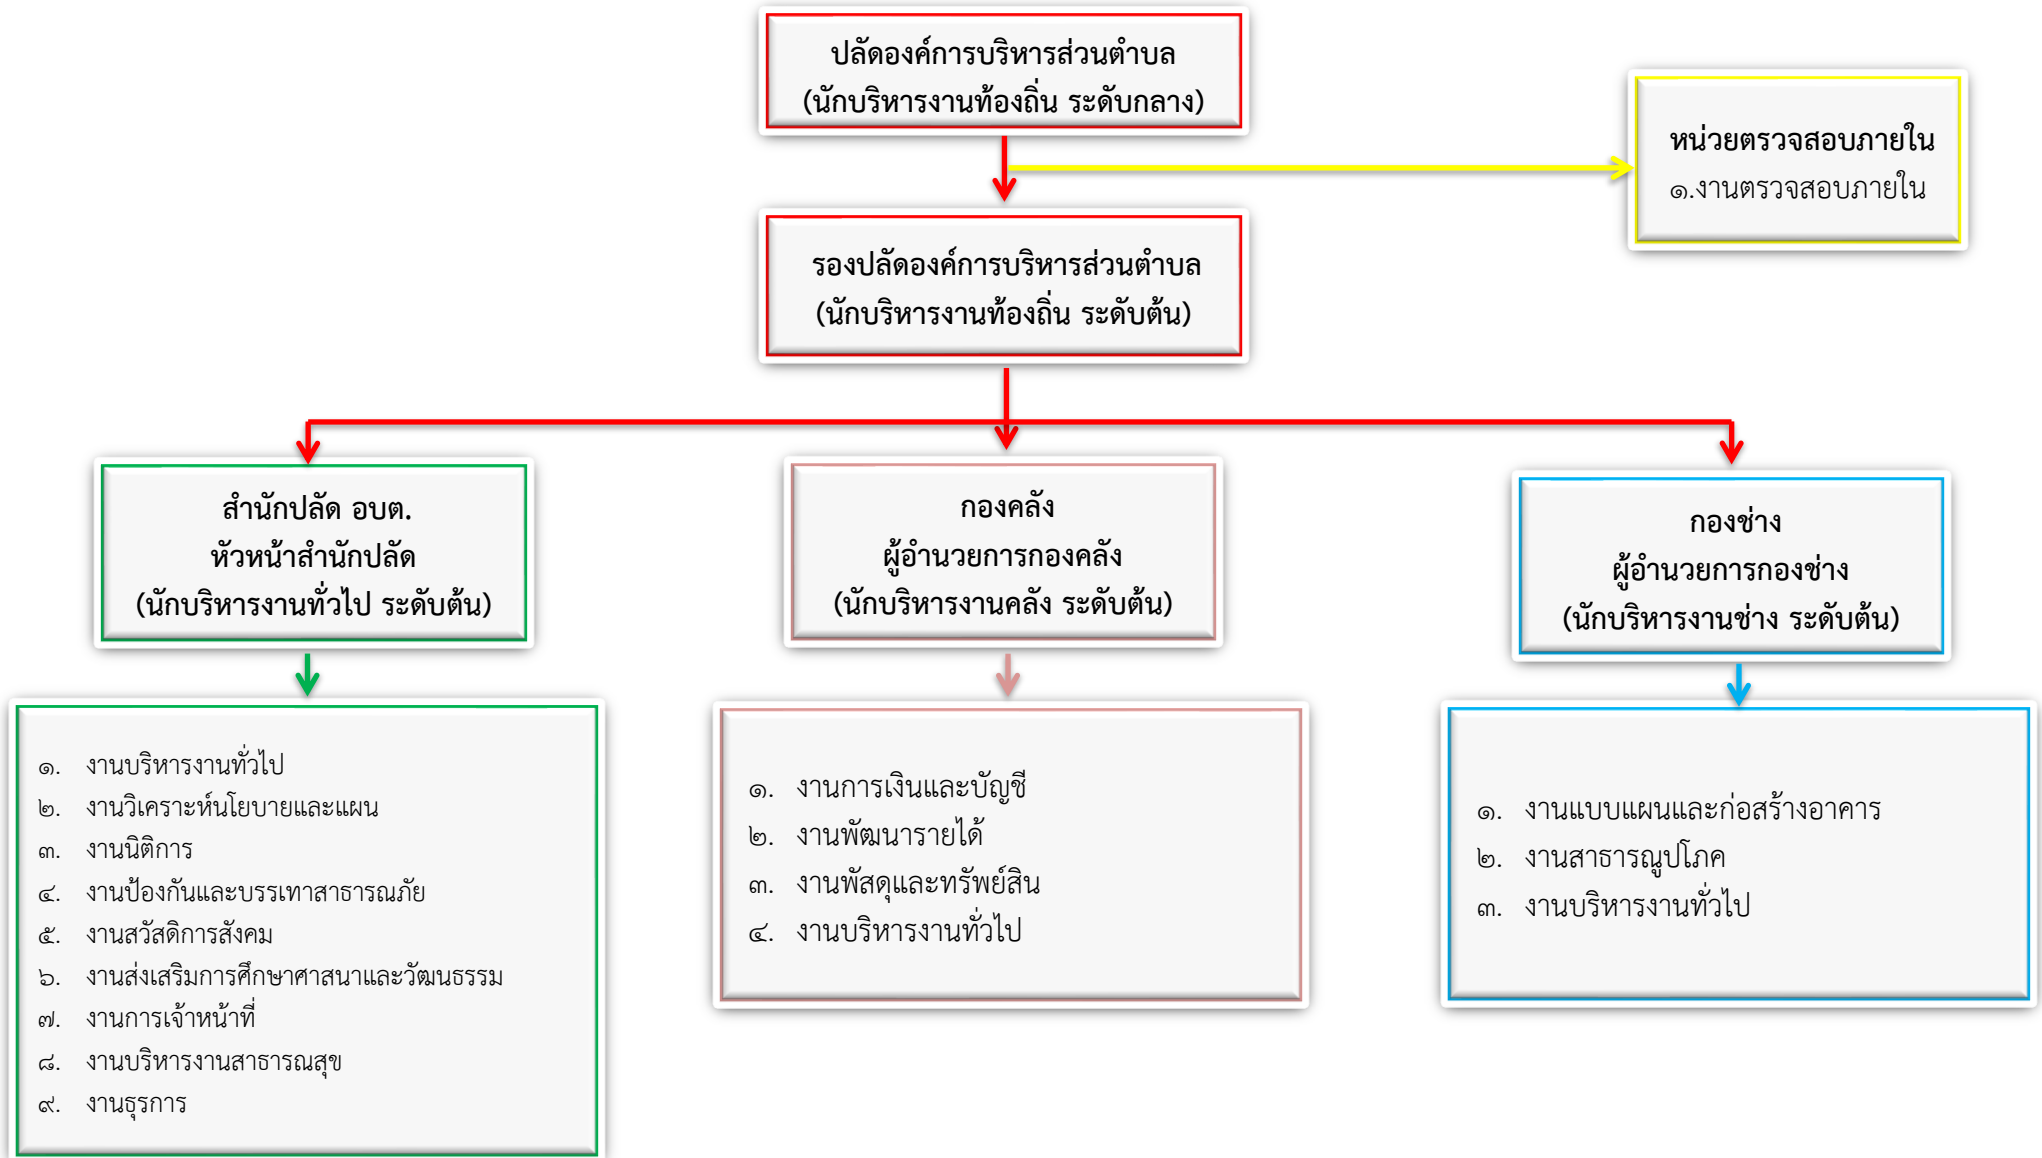 ปลัดองค์การบริหารส่วนตำบล
(นักบริหารงานท้องถิ่น ระดับกลาง)
หน่วยตรวจสอบภายใน
๑.งานตรวจสอบภายใน
รองปลัดองค์การบริหารส่วนตำบล
(นักบริหารงานท้องถิ่น ระดับต้น)
สำนักปลัด อบต.
หัวหน้าสำนักปลัด
(นักบริหารงานทั่วไป ระดับต้น)
กองคลัง
ผู้อำนวยการกองคลัง
(นักบริหารงานคลัง ระดับต้น)
กองช่าง
ผู้อำนวยการกองช่าง
(นักบริหารงานช่าง ระดับต้น)
๑. งานบริหารงานทั่วไป
๒. งานวิเคราะห์นโยบายและแผน
๓. งานนิติการ
๔. งานป้องกันและบรรเทาสาธารณภัย
๕. งานสวัสดิการสังคม
๖. งานส่งเสริมการศึกษาศาสนาและวัฒนธรรม
๗. งานการเจ้าหน้าที่
๘. งานบริหารงานสาธารณสุข
๙. งานธุรการ
๑. งานการเงินและบัญชี
๒. งานพัฒนารายได้
๓. งานพัสดุและทรัพย์สิน
๔. งานบริหารงานทั่วไป
๑. งานแบบแผนและก่อสร้างอาคาร
๒. งานสาธารณูปโภค
๓. งานบริหารงานทั่วไป